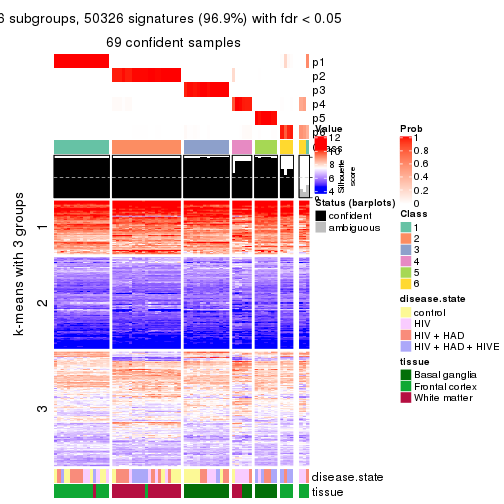 6 subgroups, 50326 signatures (96.9%) with fdr < 0.05
69 confident samples
p1
p2
p3
p4
p5
p6
Class
k-means with 3 groups
1
2
3
Silhouette
score
disease.state
tissue
Value
12
10
8
6
4
Status (barplots)
confident
ambiguous
Prob
1
0.8
0.6
0.4
0.2
0
Class
1
2
3
4
5
6
disease.state
control
HIV
HIV + HAD
HIV + HAD + HIVE
tissue
Basal ganglia
Frontal cortex
White matter